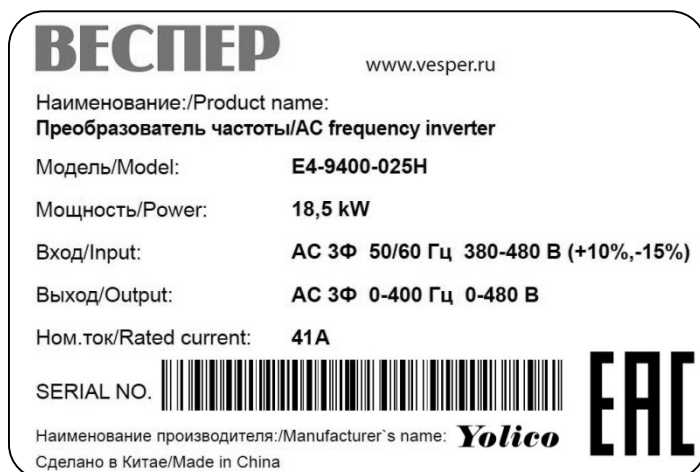 ВЕСПЕР
www.vesper.ru
Наименование:/Product name:
Преобразователь частоты/AC frequency inverter
Модель/Model: E4-9400-025H
Мощность/Power: 18,5 kW
Вход/Input: АС 3Ф 50/60 Гц 380-480 В (+10%,-15%)
Выход/Output: АС 3Ф 0-400 Гц 0-480 В
Ном.ток/Rated current: 41А
SERIAL NO.
EAC
Наименование производителя:/Manufacturer`s name: Yolico
Сделано в Китае/Made in China